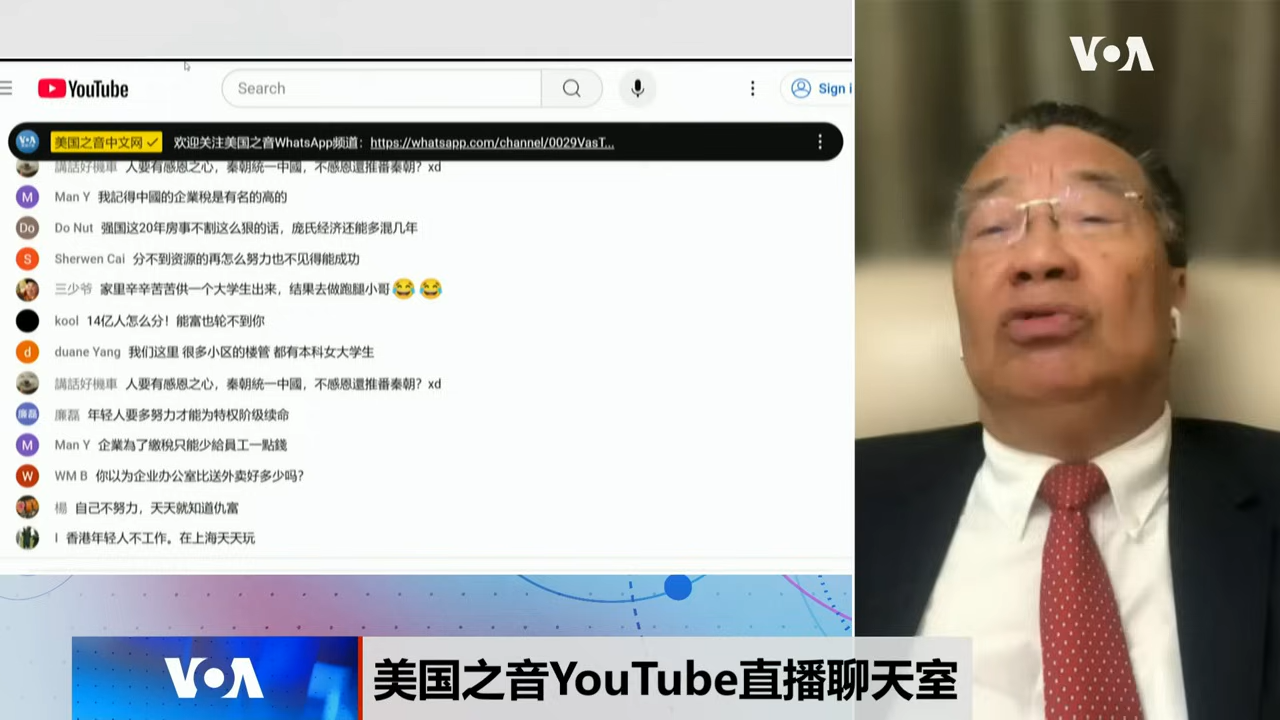 VOA
YouTube
Search
Sign i
美国之音中文网 欢迎关注美国之音WhatsApp频道：https://whatsapp.com/channel/0029VasT...
講話好機車 人要有感恩之心，秦朝統一中國，不感恩還推番秦朝？xd
M Man Y 我記得中國的企業稅是有名的高的
Do Do Nut 强国这20年房事不割这么狠的话，庞氏经济还能多混几年
S Sherwen Cai 分不到资源的再怎么努力也不见得能成功
三少爷 家里辛辛苦苦供一个大学生出来，结果去做跑腿小哥😂 😂
kool 14亿人怎么分！能富也轮不到你
d duane Yang 我们这里 很多小区的楼管 都有本科女大学生
講話好機車 人要有感恩之心，秦朝統一中國，不感恩還推番秦朝？xd
廉磊 廉磊 年轻人要多努力才能为特权阶级续命
M Man Y 企業為了繳稅只能少給員工一點錢
W WM B 你以为企业办公室比送外卖好多少吗？
楊 自己不努力，天天就知道仇富
I 香港年轻人不工作。在上海天天玩
VOA 美国之音YouTube直播聊天室